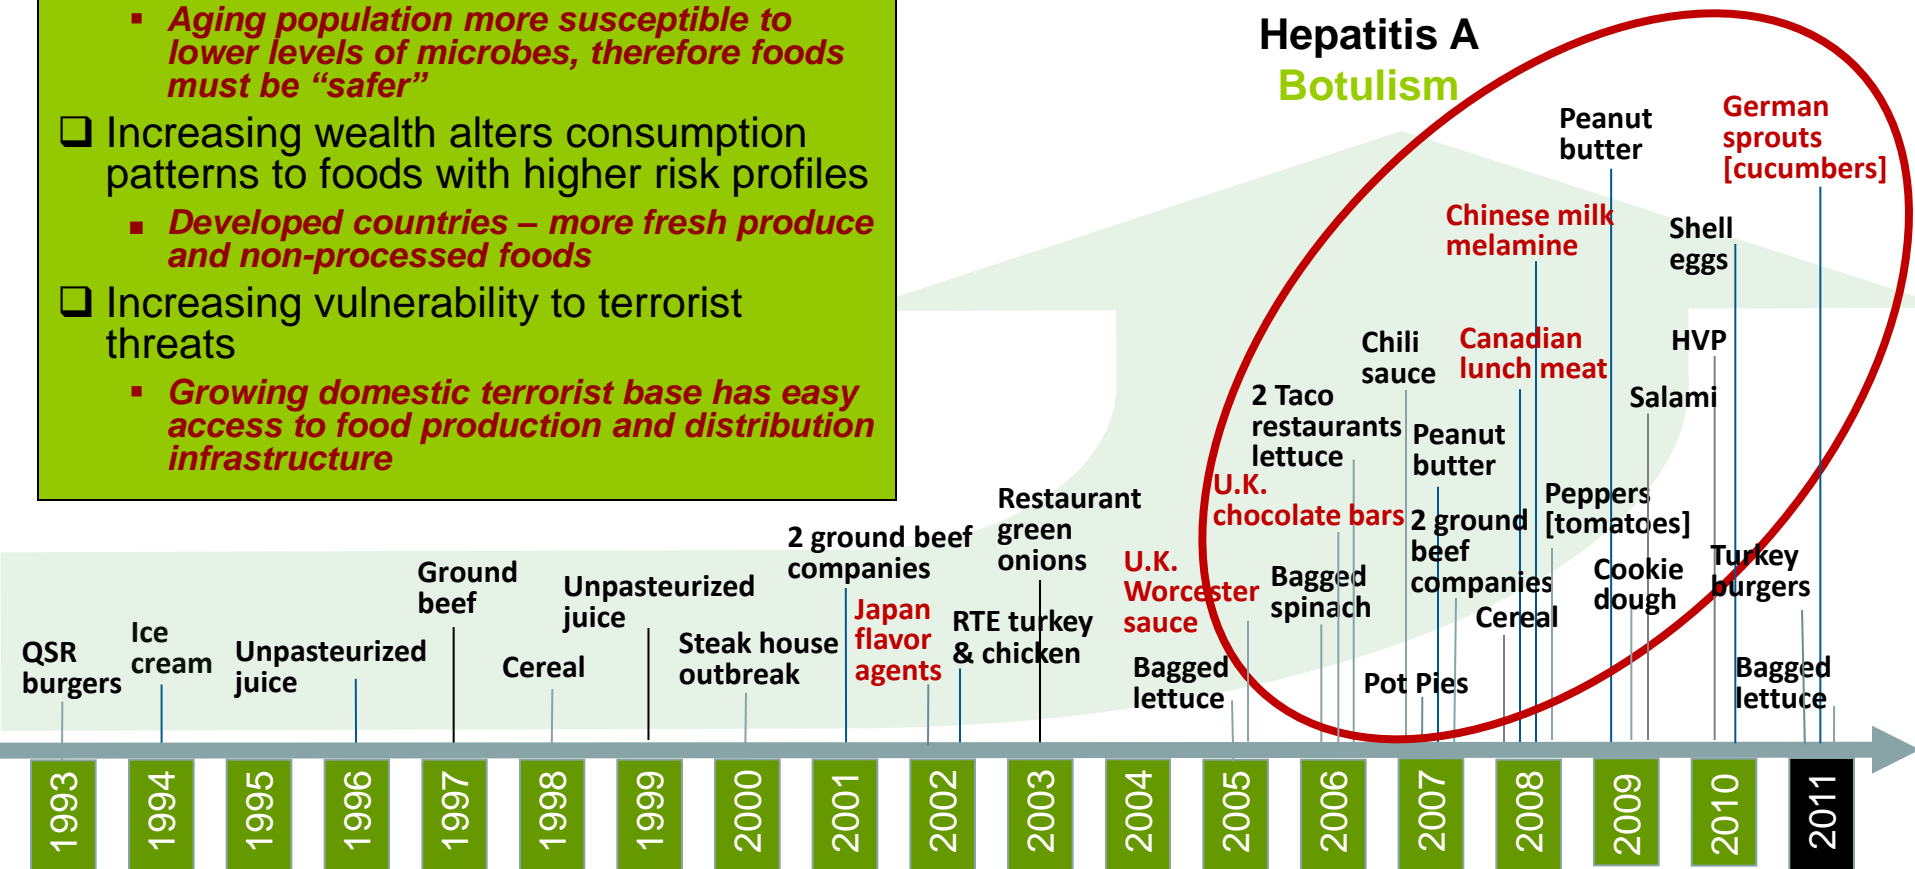 ▪ Aging population more susceptible to
lower levels of microbes, therefore foods
must be “safer”
❑ Increasing wealth alters consumption
patterns to foods with higher risk profiles
▪ Developed countries – more fresh produce
and non-processed foods
❑ Increasing vulnerability to terrorist
threats
▪ Growing domestic terrorist base has easy
access to food production and distribution
infrastructure
Hepatitis A
Botulism
QSR
burgers
Ice
cream
Unpasteurized
juice
Ground
beef
Cereal
Unpasteurized
juice
Steak house
outbreak
2 ground beef
companies
Japan
flavor
agents
RTE turkey
& chicken
Restaurant
green
onions
U.K.
Worcester
sauce
Bagged
lettuce
U.K.
chocolate bars
Bagged
spinach
2 Taco
restaurants
lettuce
Chili
sauce
Pot Pies
Peanut
butter
2 ground
beef
companies
Cereal
Canadian
lunch meat
Chinese milk
melamine
Peppers
[tomatoes]
Peanut
butter
Cookie
dough
Salami
HVP
Shell
eggs
Turkey
burgers
German
sprouts
[cucumbers]
Bagged
lettuce
1993
1994
1995
1996
1997
1998
1999
2000
2001
2002
2003
2004
2005
2006
2007
2008
2009
2010
2011